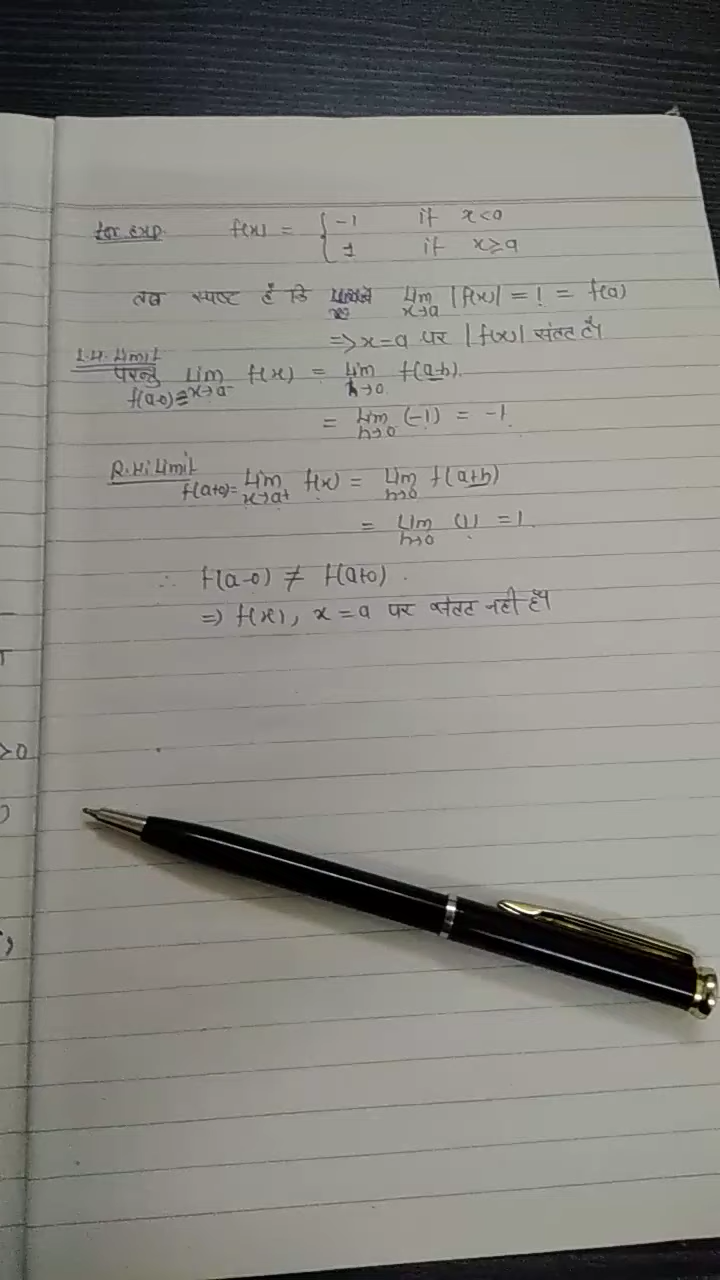 for exp. f(x) = { -1 if x<a
1 if x≥a
तब स्पष्ट है कि lim x→a |f(x)| = 1 = f(a)
=> x=a पर |f(x)| संतत है।
L.H. Limit
परन्तु lim x→a⁻ f(x) = lim h→0 f(a-h).
f(a-0) =
= lim h→0 (-1) = -1.
R.H. Limit
f(a+0) = lim x→a+ f(x) = lim h→0 f(a+h)
= lim h→0 (1) = 1.
∴ f(a-0) ≠ f(a+0).
=> f(x), x=a पर संतत नही है।
>0